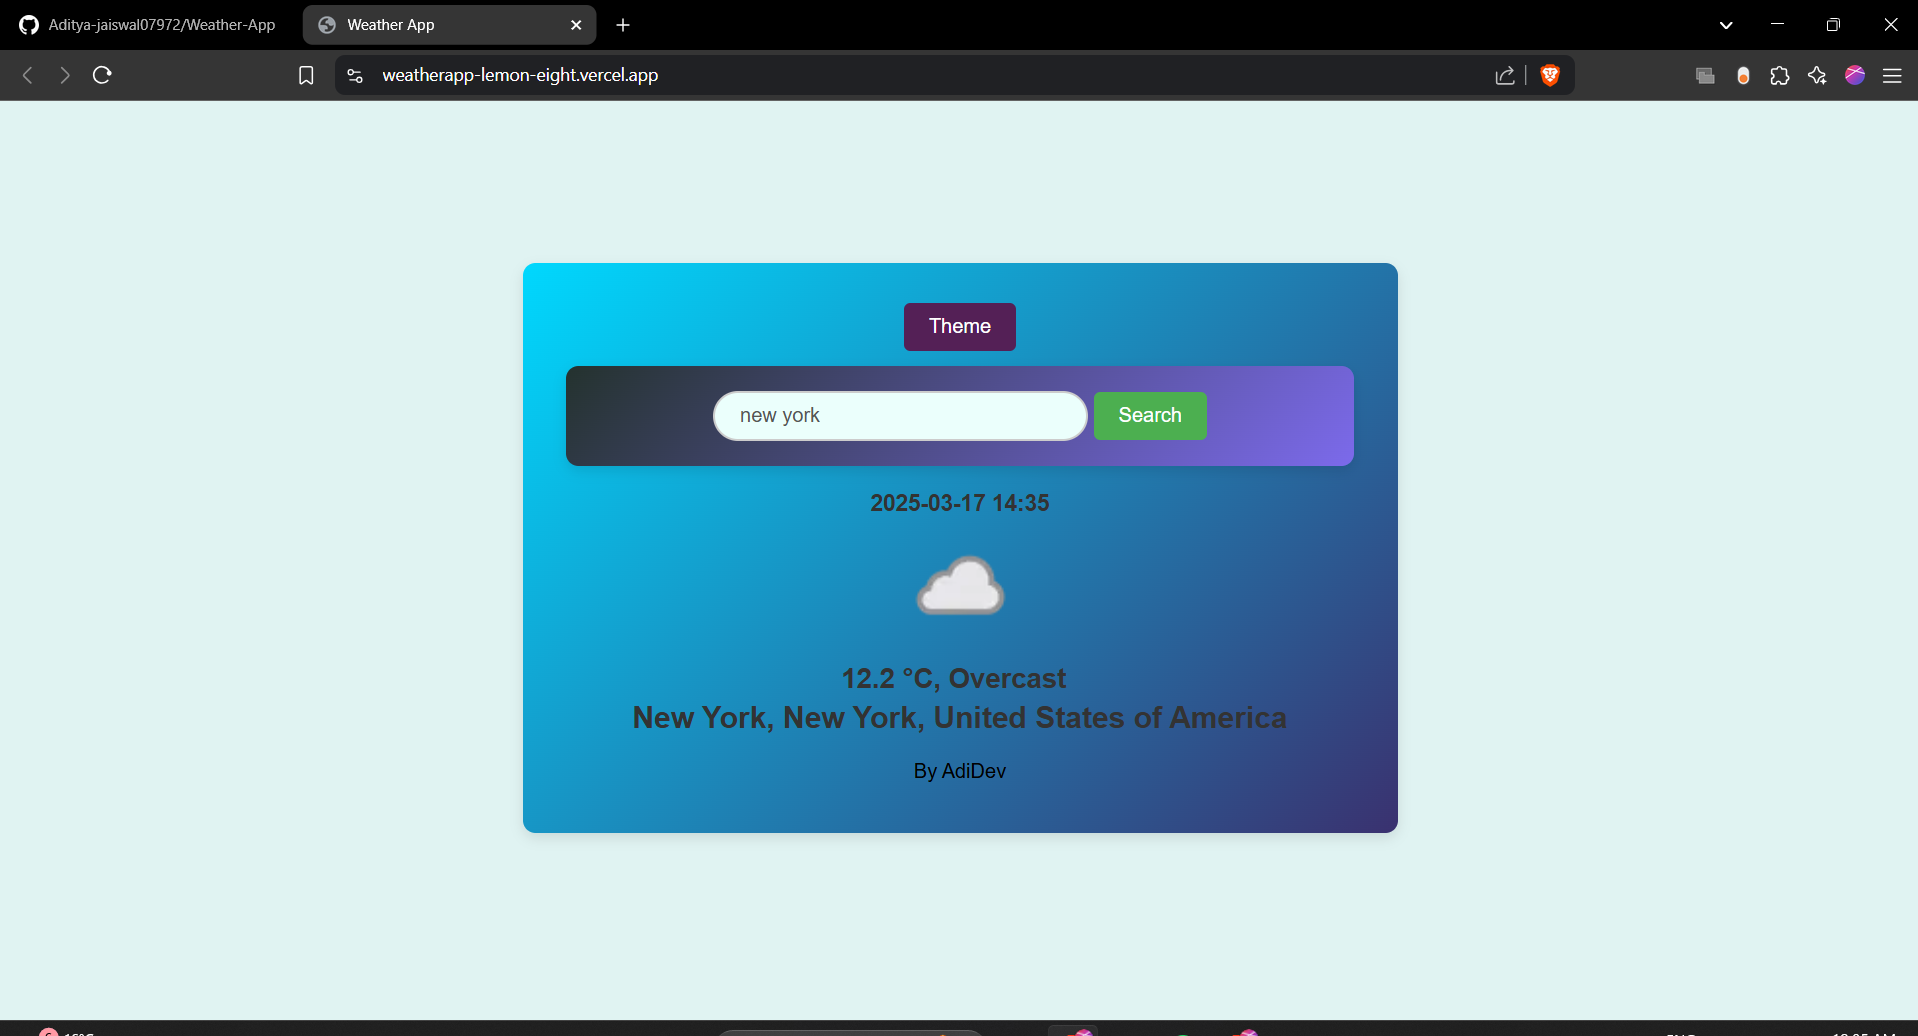 Aditya-jaiswal07972/Weather-App
Weather App
weatherapp-lemon-eight.vercel.app
Theme
new york
Search
2025-03-17 14:35
12.2 °C, Overcast
New York, New York, United States of America
By AdiDev